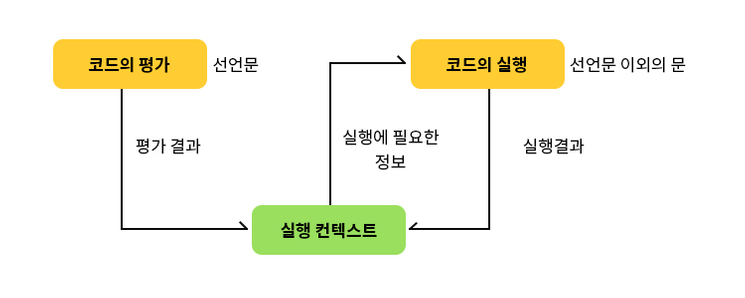 코드의 평가
선언문
코드의 실행
선언문 이외의 문
평가 결과
실행에 필요한
정보
실행결과
실행 컨텍스트